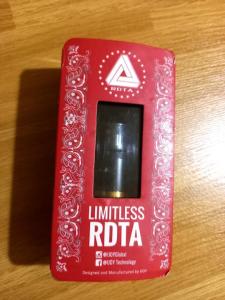 RDTA
LIMITLESS
RDTA
@IJOYGlobal
@IJOY Technology
Designed and Manufactured by IJOY